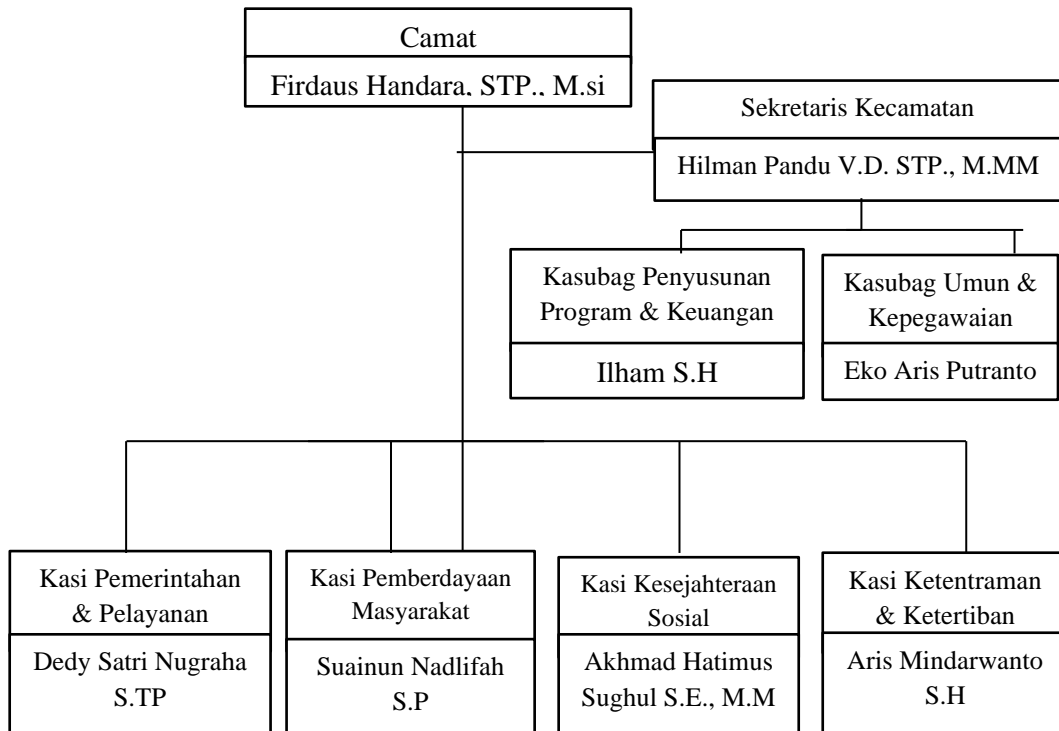 Camat
Firdaus Handara, STP., M.si
Sekretaris Kecamatan
Hilman Pandu V.D. STP., M.MM
Kasubag Penyusunan
Program & Keuangan
Ilham S.H
Kasubag Umun &
Kepegawaian
Eko Aris Putranto
Kasi Pemerintahan
& Pelayanan
Dedy Satri Nugraha
S.TP
Kasi Pemberdayaan
Masyarakat
Suainun Nadlifah
S.P
Kasi Kesejahteraan
Sosial
Akhmad Hatimus
Sughul S.E., M.M
Kasi Ketentraman
& Ketertiban
Aris Mindarwanto
S.H